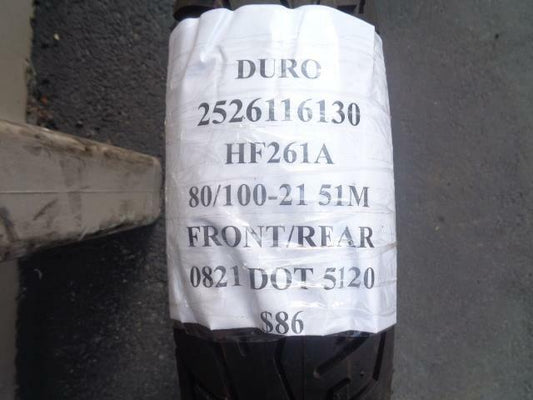 DURO
2526116130
HF261A
80/100-21 51M
FRONT/REAR
0821 DOT 5120
$86